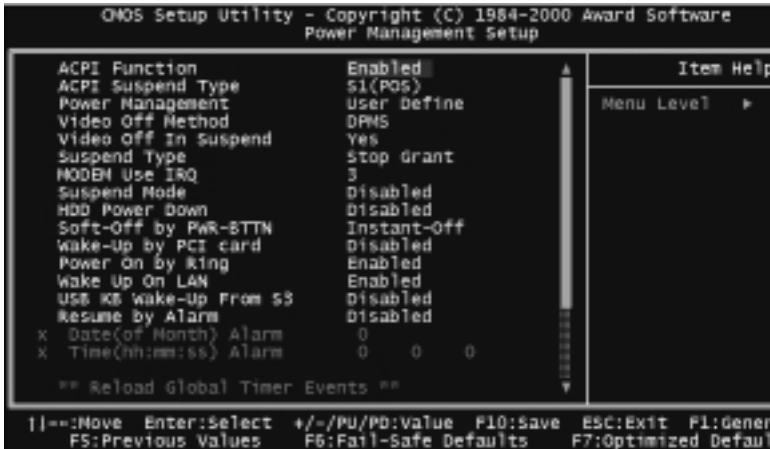 CMOS Setup Utility - Copyright (C) 1984-2000 Award Software
Power Management Setup
ACPI Function Enabled
ACPI Suspend Type S1(POS)
Power Management User Define
Video Off Method DPMS
Video Off In Suspend Yes
Suspend Type Stop Grant
MODEM Use IRQ 3
Suspend Mode Disabled
HDD Power Down Disabled
Soft-Off by PWR-BTTN Instant-Off
Wake-Up by PCI card Disabled
Power On by Ring Enabled
Wake Up On LAN Enabled
USB KB Wake-Up From S3 Disabled
Resume by Alarm Disabled
x Date(of Month) Alarm 0
x Time(hh:mm:ss) Alarm 0 0 0
** Reload Global Timer Events **
Item Help
Menu Level ▶
↑↓→←:Move Enter:Select +/-/PU/PD:Value F10:Save ESC:Exit F1:Gener
F5:Previous Values F6:Fail-Safe Defaults F7:Optimized Defaul